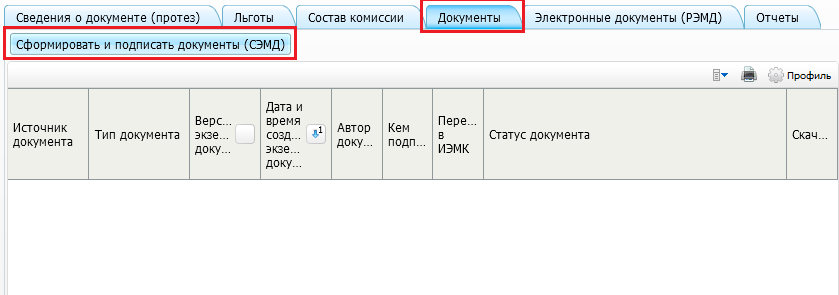 Сведения о документе (протез) Льготы Состав комиссии Документы Электронные документы (РЭМД) Отчеты
Сформировать и подписать документы (СЭМД)
Профиль
Источник
документа
Тип документа
Верс...
экзе...
доку...
Дата и
время
созд...
экзе...
доку...
1
Автор
доку...
Кем
подп...
Пере...
в
ИЭМК
Статус документа
Скач...